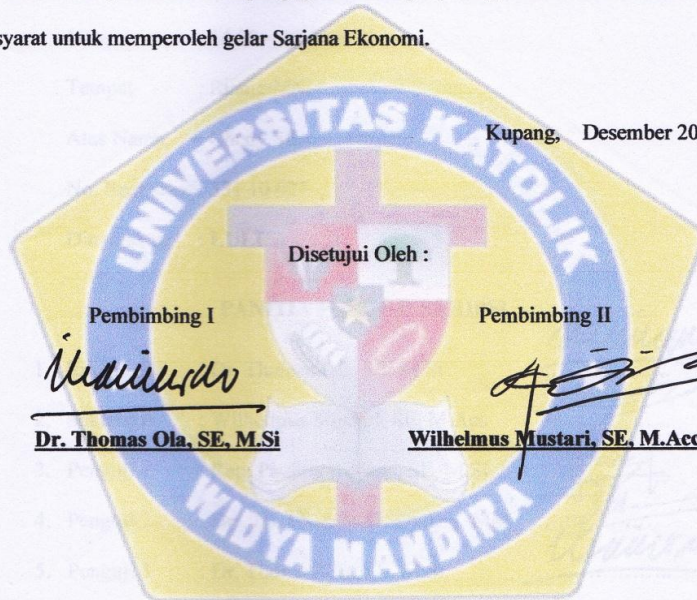 syarat untuk memperoleh gelar Sarjana Ekonomi.
Kupang, Desember 20
UNIVERSITAS KATOLIK
Disetujui Oleh :
Pembimbing I Pembimbing II
Dr. Thomas Ola, SE, M.Si Wilhelmus Mustari, SE, M.Acc
WIDYA MANDIRA